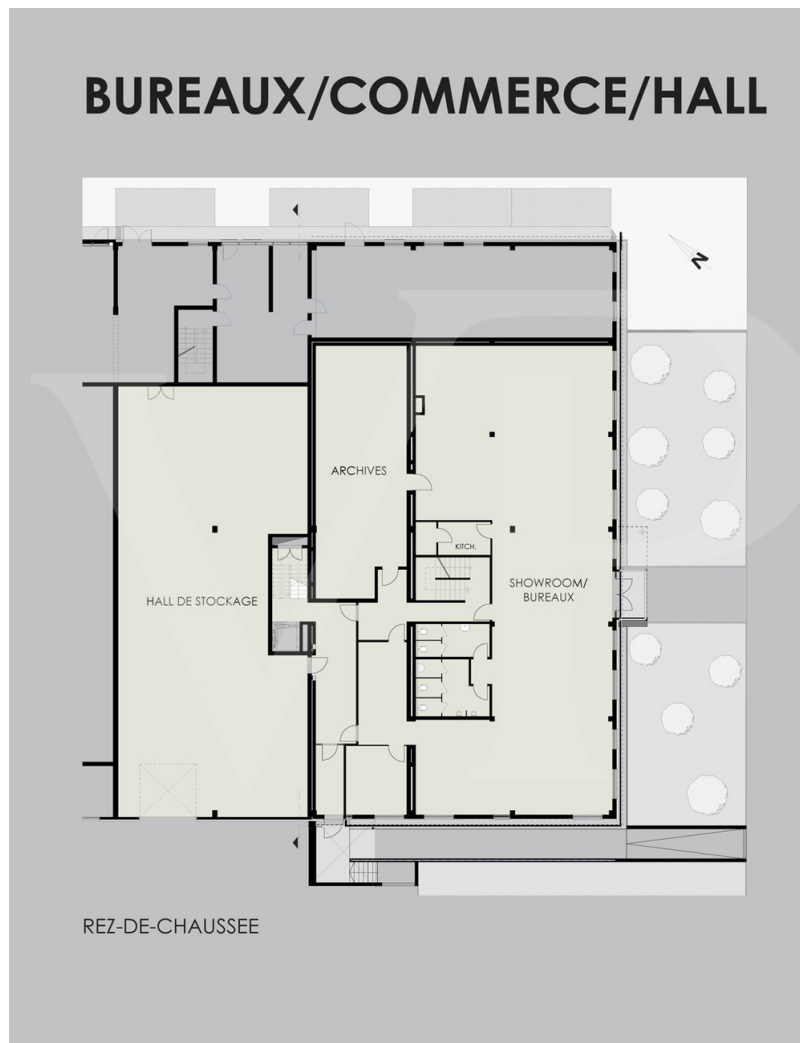 BUREAUX/COMMERCE/HALL
N
ARCHIVES
KITCH.
HALL DE STOCKAGE
SHOWROOM/
BUREAUX
REZ-DE-CHAUSSEE